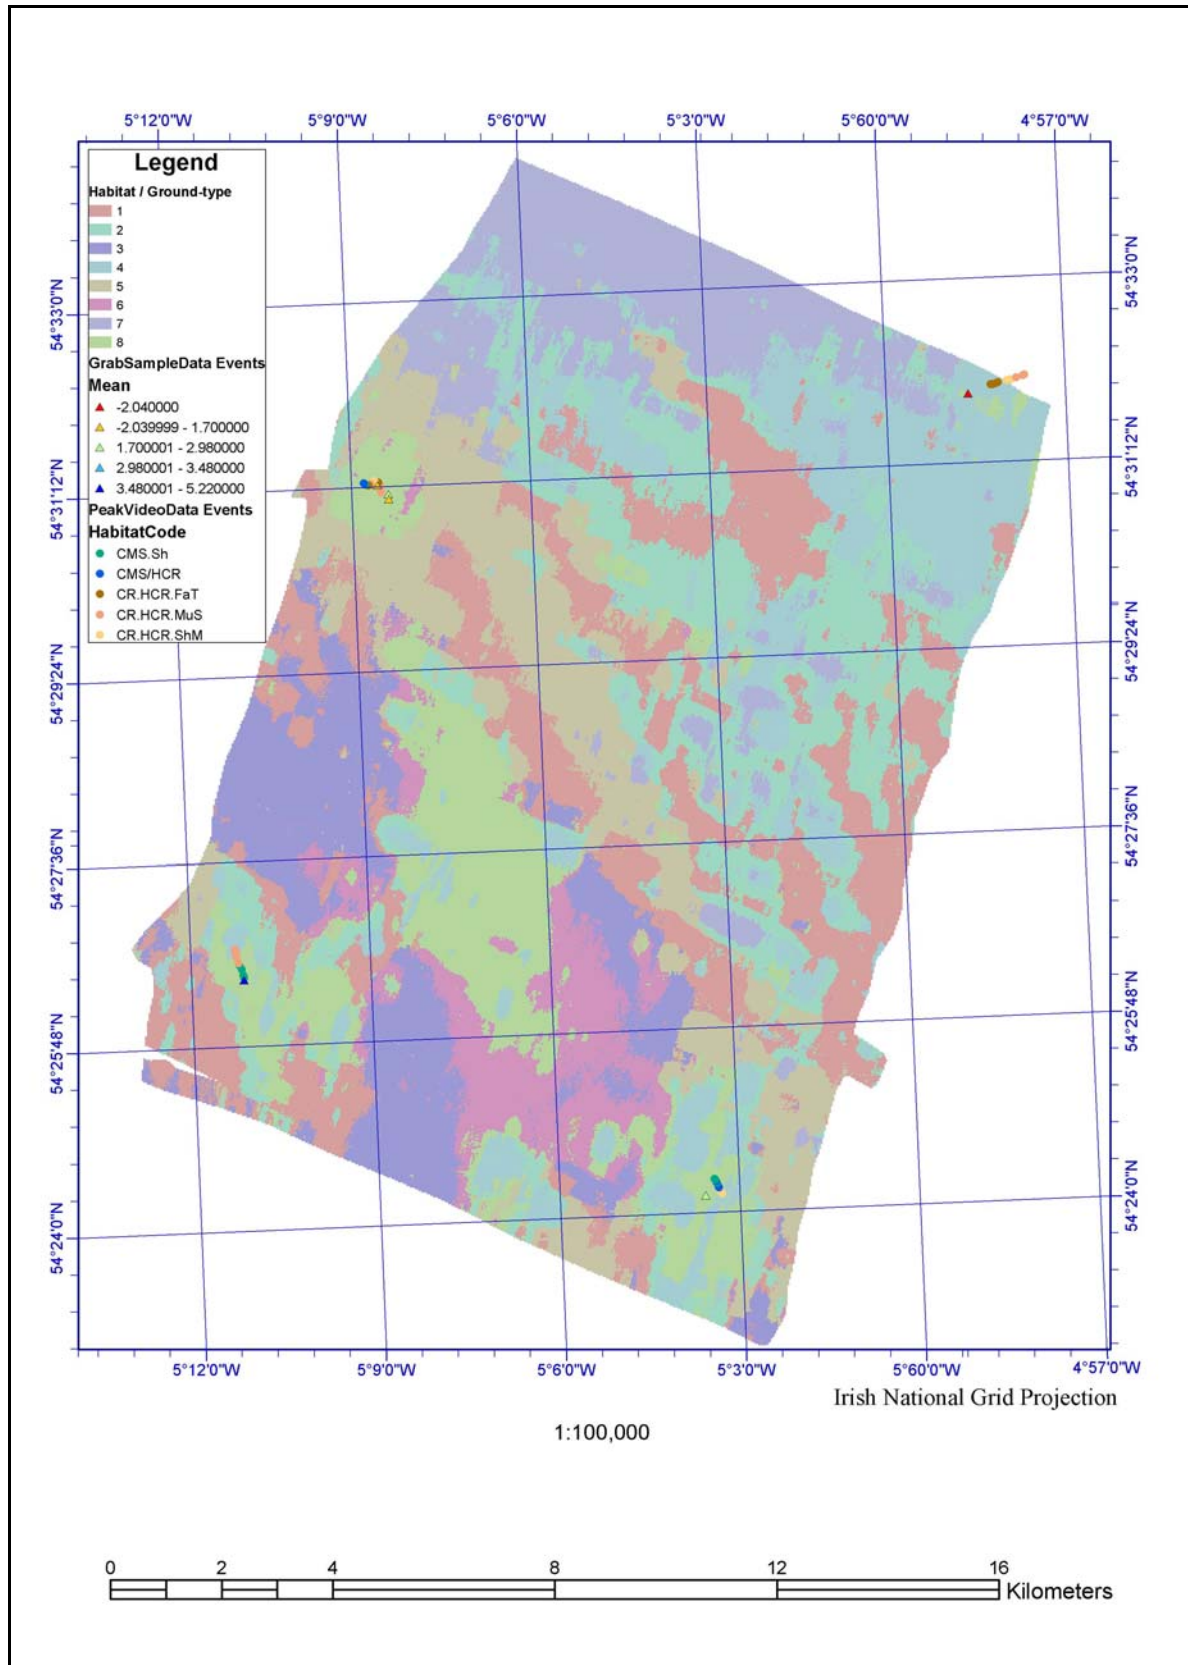 5°12'0"W 5°9'0"W 5°6'0"W 5°3'0"W 5°60'0"W 4°57'0"W
Legend
Habitat / Ground-type
1
2
3
4
5
6
7
8
GrabSampleData Events
Mean
-2.040000
-2.039999 - 1.700000
1.700001 - 2.980000
2.980001 - 3.480000
3.480001 - 5.220000
PeakVideoData Events
HabitatCode
CMS.Sh
CMS/HCR
CR.HCR.FaT
CR.HCR.MuS
CR.HCR.ShM
54°33'0"N
54°31'12"N
54°29'24"N
54°27'36"N
54°25'48"N
54°24'0"N
54°33'0"N
54°31'12"N
54°29'24"N
54°27'36"N
54°25'48"N
54°24'0"N
5°12'0"W 5°9'0"W 5°6'0"W 5°3'0"W 5°60'0"W 4°57'0"W
Irish National Grid Projection
1:100,000
0 2 4 8 12 16
Kilometers